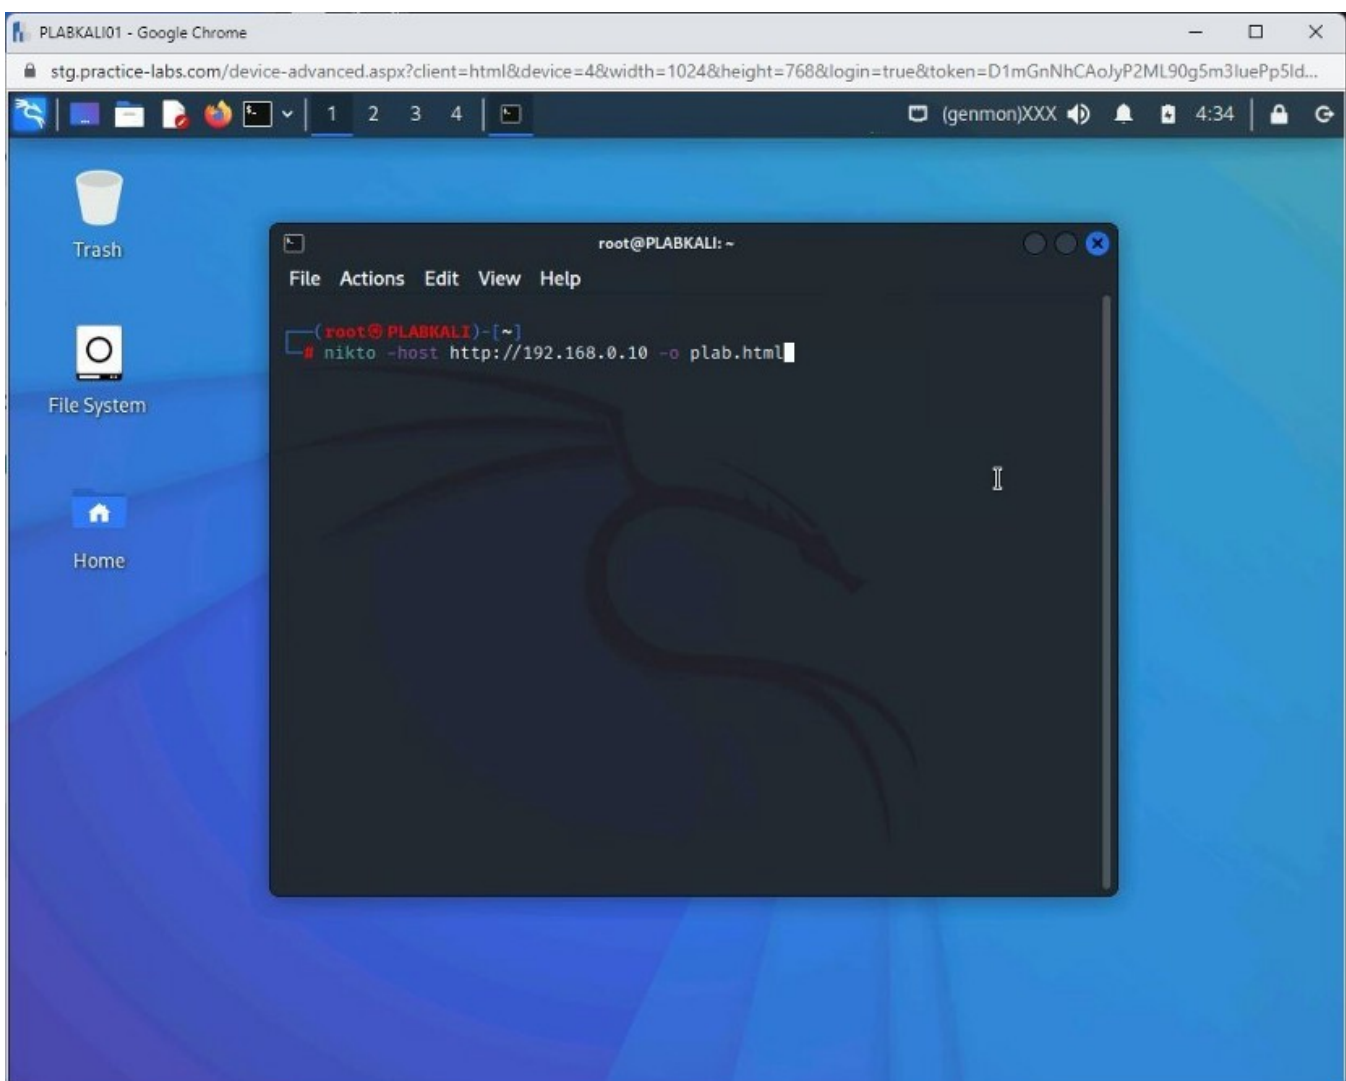 PLABKALI01 - Google Chrome
stg.practice-labs.com/device-advanced.aspx?client=html&device=4&width=1024&height=768&login=true&token=D1mGnNhCAoJyP2ML90g5m3IuePp5Id...
1 2 3 4 (genmon)XXX 4:34
Trash
File System
Home
root@PLABKALI: ~
File Actions Edit View Help
(root㉿PLABKALI)-[~]
# nikto -host http://192.168.0.10 -o plab.html